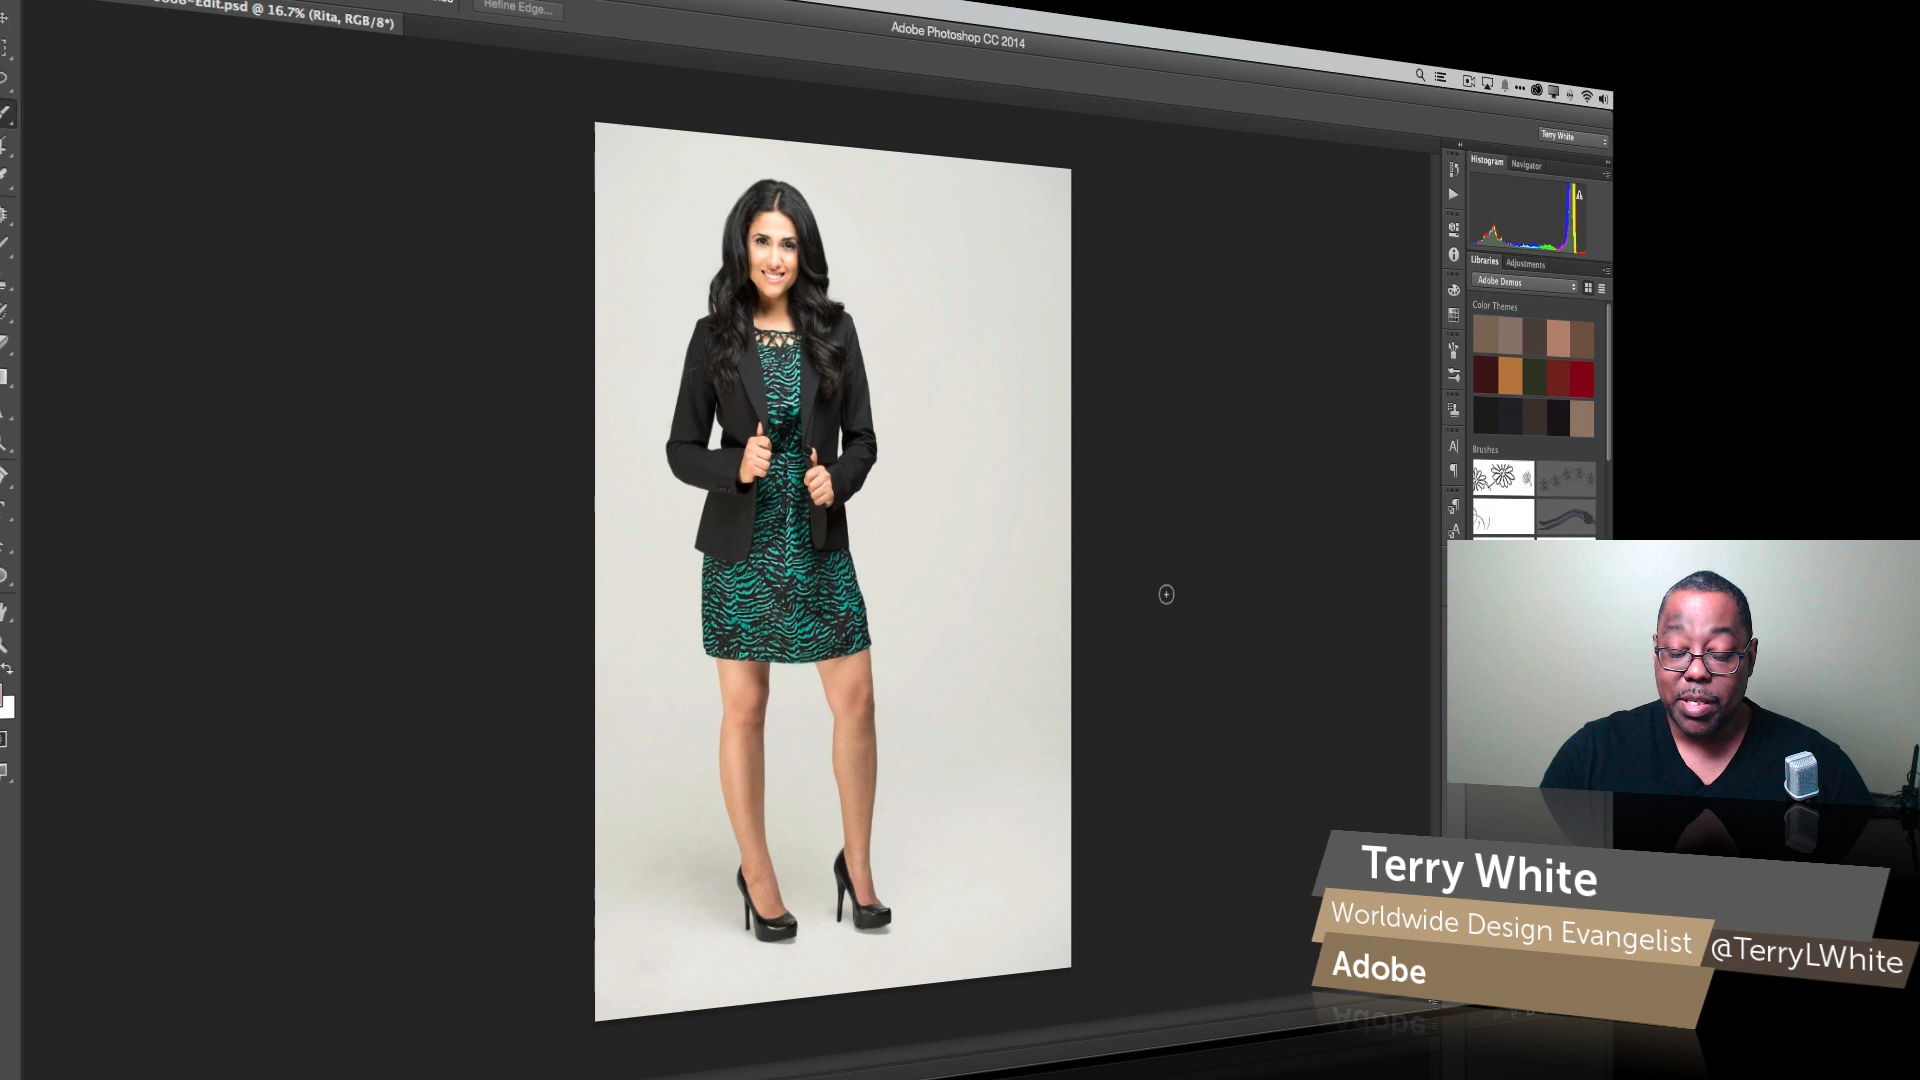 -Edit.psd @ 16.7% (Rita, RGB/8*)
Refine Edge...
Adobe Photoshop CC 2014
Terry White
Histogram Navigator
Libraries Adjustments
Adobe Demos
Color Themes
Brushes
Terry White
Worldwide Design Evangelist
@TerryLWhite
Adobe